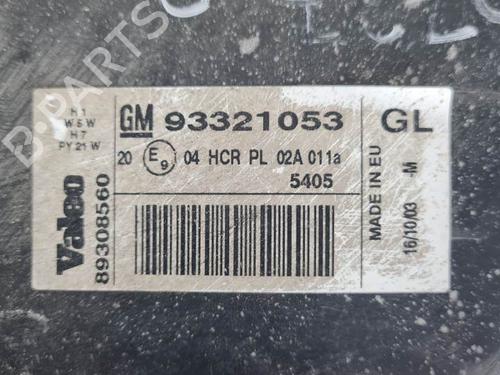 B-PARTS
H1
W5W
H7
PY21W
GM 93321053 GL
20 E9 04 HCR PL 02A 011a
5405
Valeo
89308560
MADE IN EU
16/10/03 -M